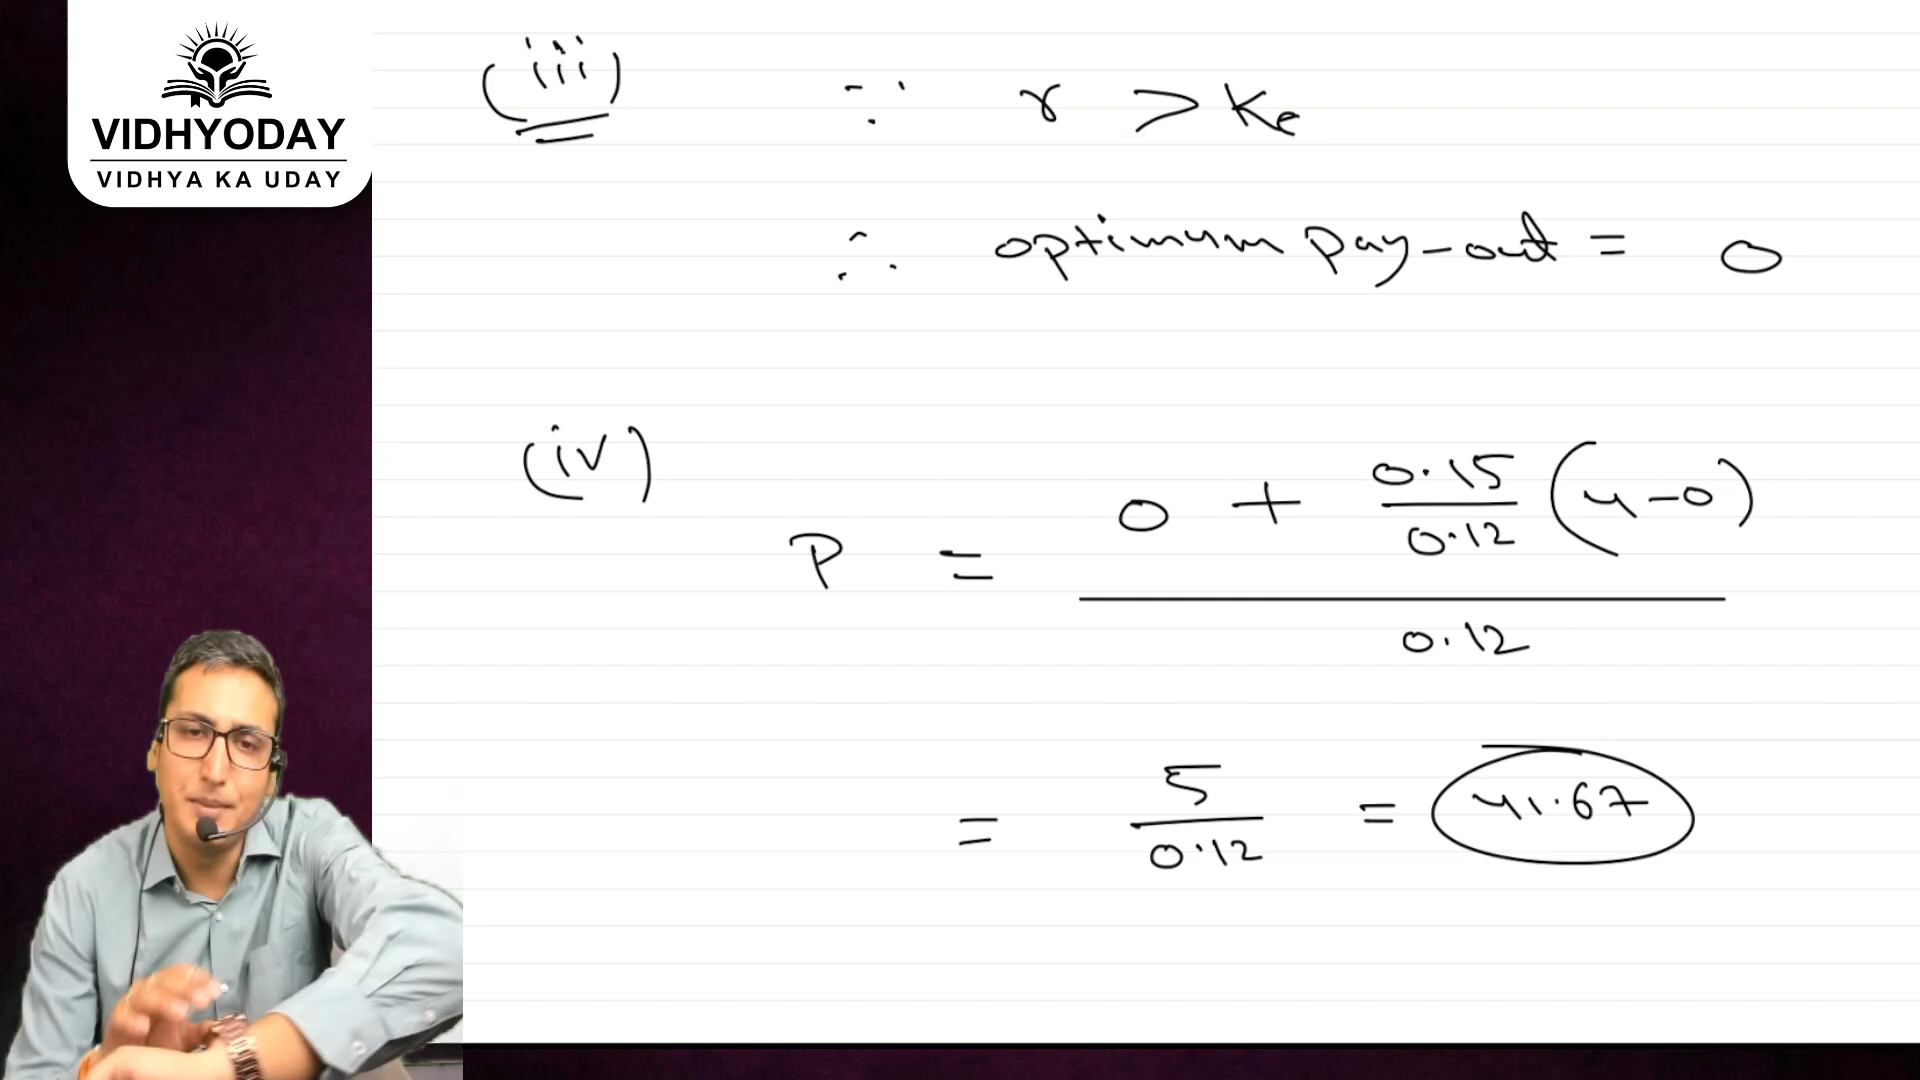 VIDHYODAY
VIDHYA KA UDAY
(iii) ∵ r > Ke
∴ optimum pay-out = 0
(iv) P = 0 + 0.15/0.12 (4-0)
0.12
= 5/0.12 = 41.67